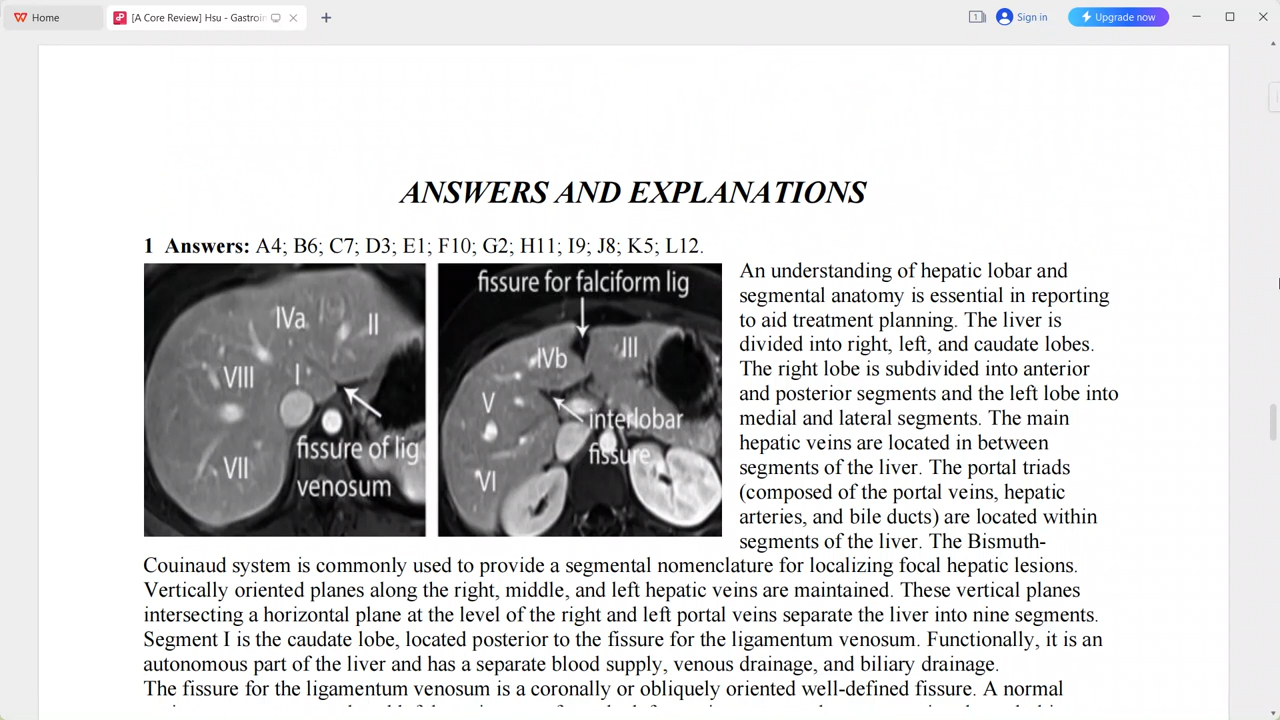 Home
[A Core Review] Hsu - Gastroin
1
Sign in
Upgrade now
ANSWERS AND EXPLANATIONS
1 Answers: A4; B6; C7; D3; E1; F10; G2; H11; I9; J8; K5; L12.
IVa
II
I
VIII
VII
fissure of lig
venosum
fissure for falciform lig
IVb
III
V
interlobar
fissure
VI
An understanding of hepatic lobar and
segmental anatomy is essential in reporting
to aid treatment planning. The liver is
divided into right, left, and caudate lobes.
The right lobe is subdivided into anterior
and posterior segments and the left lobe into
medial and lateral segments. The main
hepatic veins are located in between
segments of the liver. The portal triads
(composed of the portal veins, hepatic
arteries, and bile ducts) are located within
segments of the liver. The Bismuth-
Couinaud system is commonly used to provide a segmental nomenclature for localizing focal hepatic lesions.
Vertically oriented planes along the right, middle, and left hepatic veins are maintained. These vertical planes
intersecting a horizontal plane at the level of the right and left portal veins separate the liver into nine segments.
Segment I is the caudate lobe, located posterior to the fissure for the ligamentum venosum. Functionally, it is an
autonomous part of the liver and has a separate blood supply, venous drainage, and biliary drainage.
The fissure for the ligamentum venosum is a coronally or obliquely oriented well-defined fissure. A normal